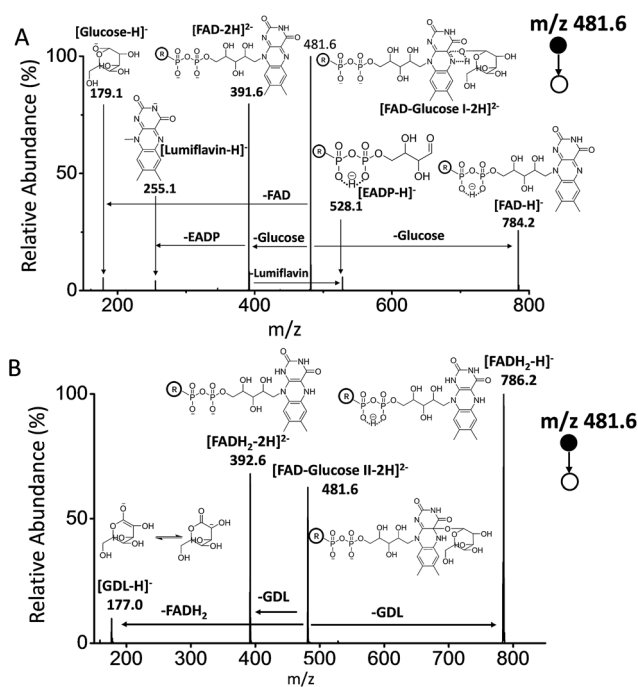 A
[Glucose-H]⁻
179.1
[FAD-2H]²⁻
391.6
481.6
[FAD-Glucose I-2H]²⁻
m/z 481.6
[Lumiflavin-H]⁻
255.1
[EADP-H]⁻
528.1
[FAD-H]⁻
784.2
-FAD
-EADP
-Glucose
-Glucose
-Lumiflavin
Relative Abundance (%)
100
50
0
200
400
600
800
m/z
B
[FADH₂-H]⁻
786.2
[FADH₂-2H]²⁻
392.6
[FAD-Glucose II-2H]²⁻
481.6
m/z 481.6
[GDL-H]⁻
177.0
-FADH₂
-GDL
-GDL
Relative Abundance (%)
100
50
0
200
300
400
500
600
700
800
m/z